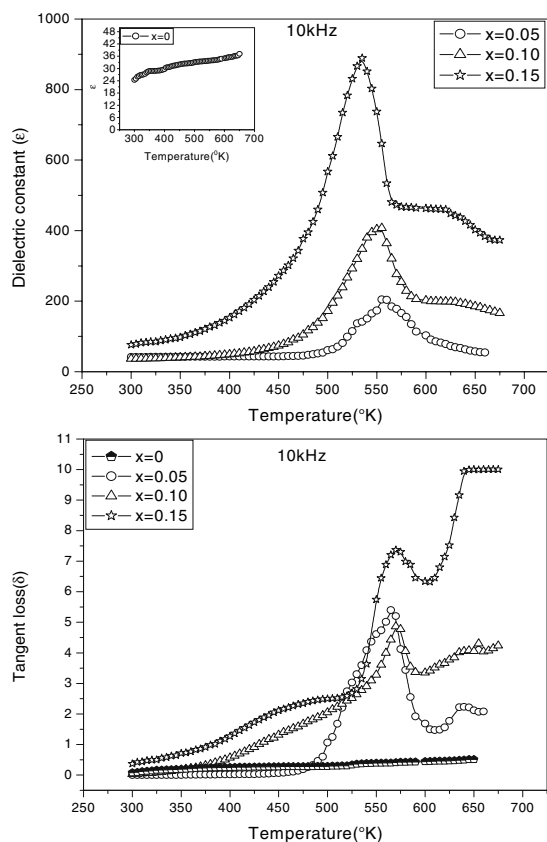 10kHz
x=0.05
x=0.10
x=0.15
x=0
48
42
36
30
24
18
12
6
0
ε
300 400 500 600 700
Temperature(⁰K)
1000
800
600
400
200
0
Dielectric constant (ε)
250 300 350 400 450 500 550 600 650 700
Temperature(°K)
10kHz
x=0
x=0.05
x=0.10
x=0.15
11
10
9
8
7
6
5
4
3
2
1
0
Tangent loss(δ)
250 300 350 400 450 500 550 600 650 700
Temperature(°K)